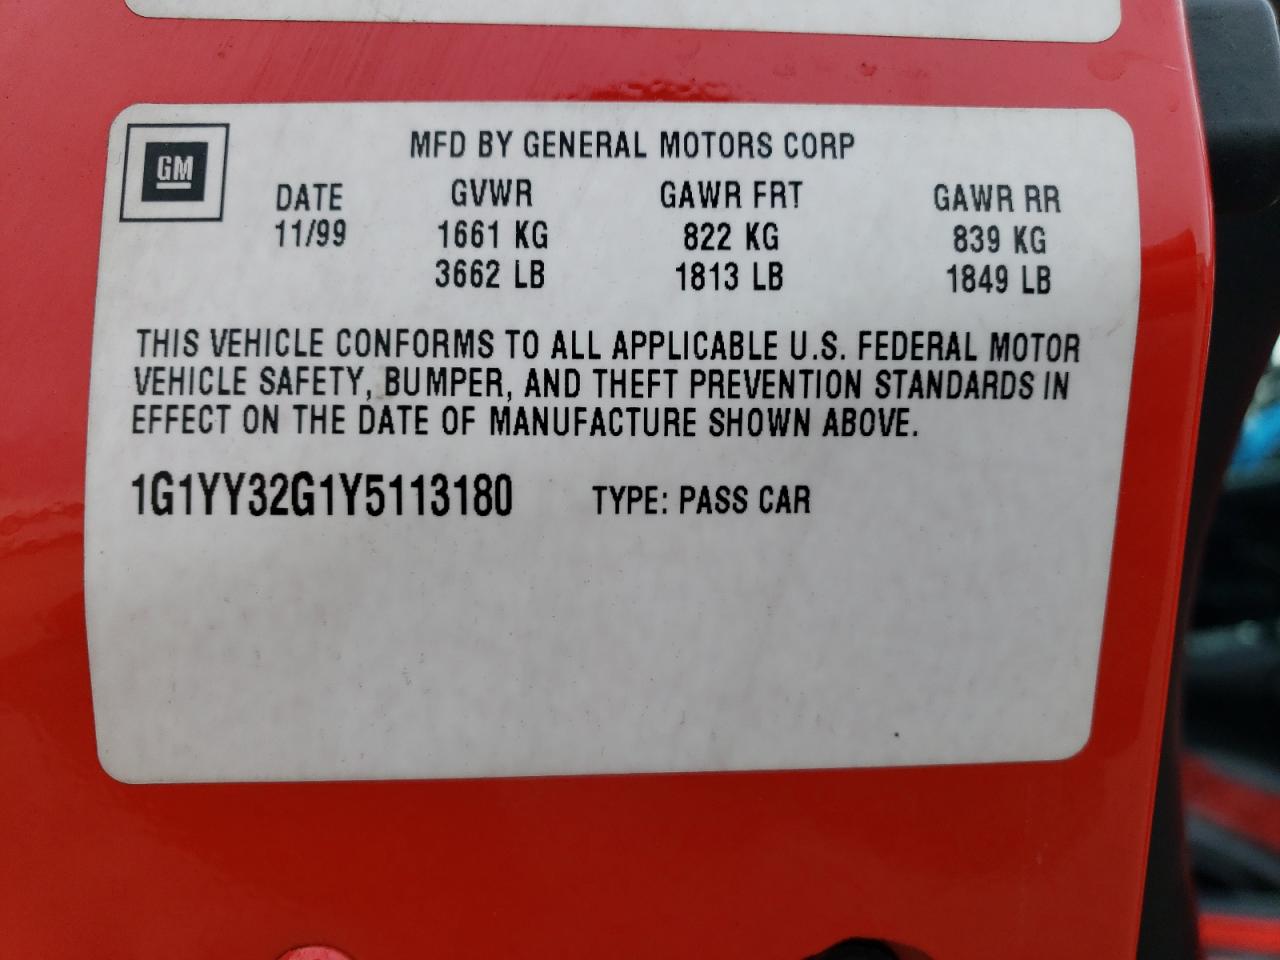 GM
MFD BY GENERAL MOTORS CORP
DATE GVWR GAWR FRT GAWR RR
11/99 1661 KG 822 KG 839 KG
3662 LB 1813 LB 1849 LB
THIS VEHICLE CONFORMS TO ALL APPLICABLE U.S. FEDERAL MOTOR
VEHICLE SAFETY, BUMPER, AND THEFT PREVENTION STANDARDS IN
EFFECT ON THE DATE OF MANUFACTURE SHOWN ABOVE.
1G1YY32G1Y5113180 TYPE: PASS CAR